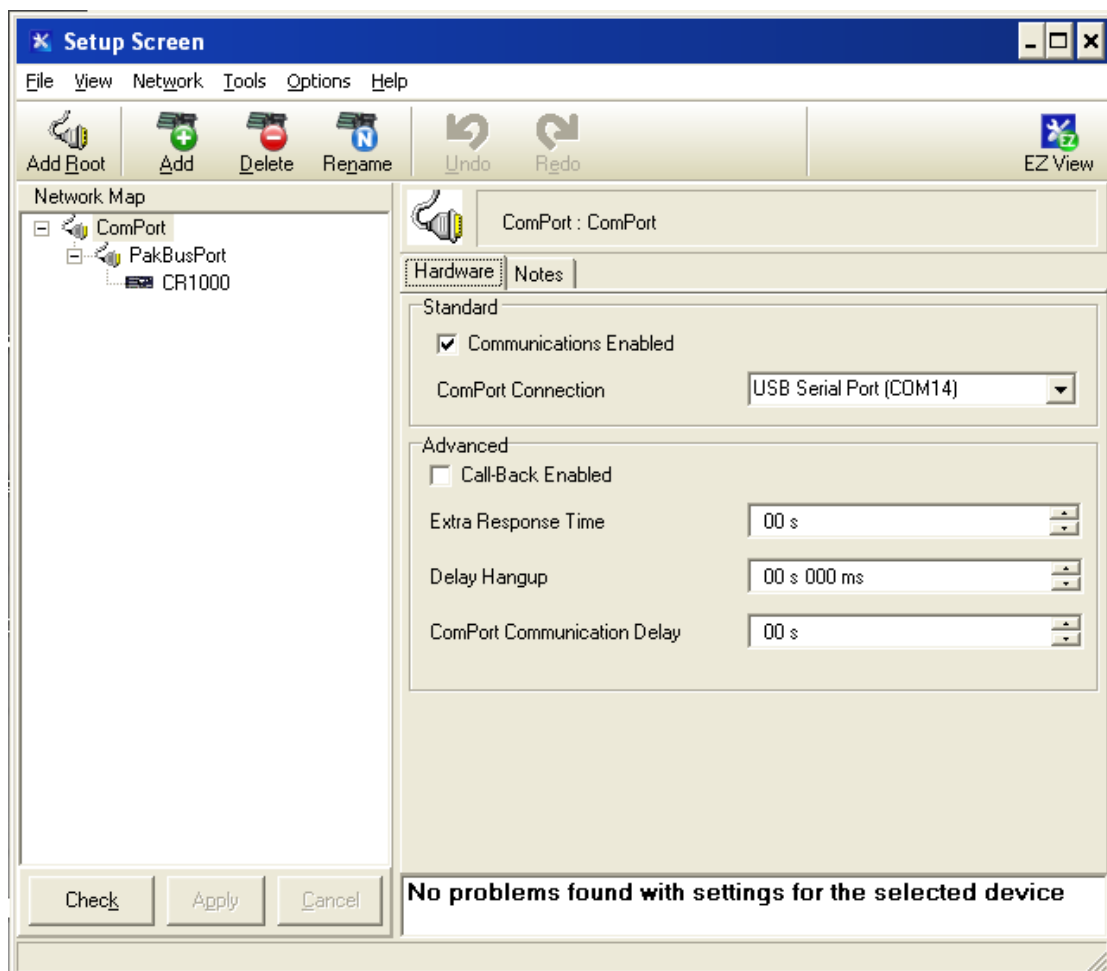 Setup Screen
File View Network Tools Options Help
Add Root Add Delete Rename Undo Redo EZ View
Network Map
ComPort
PakBusPort
CR1000
ComPort : ComPort
Hardware Notes
Standard
Communications Enabled
ComPort Connection USB Serial Port (COM14)
Advanced
Call-Back Enabled
Extra Response Time 00 s
Delay Hangup 00 s 000 ms
ComPort Communication Delay 00 s
Check Apply Cancel
No problems found with settings for the selected device